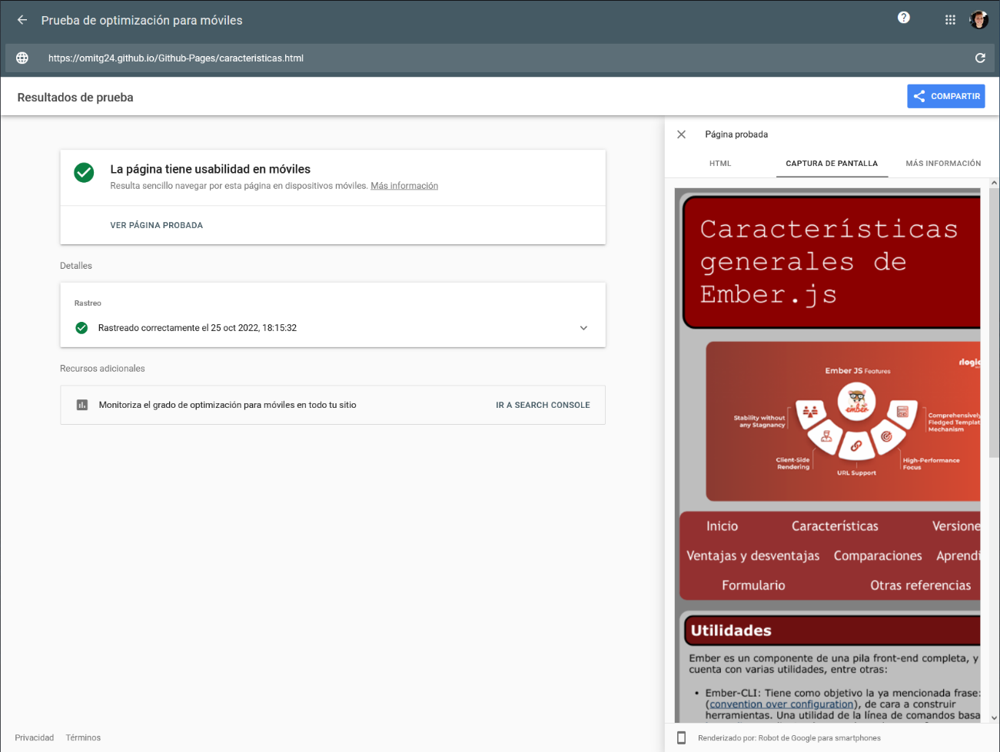 Prueba de optimización para móviles
https://omitg24.github.io/Github-Pages/caracteristicas.html
Resultados de prueba
COMPARTIR
La página tiene usabilidad en móviles
Resulta sencillo navegar por esta página en dispositivos móviles. Más información
VER PÁGINA PROBADA
Detalles
Rastreo
Rastreado correctamente el 25 oct 2022, 18:15:32
Recursos adicionales
Monitoriza el grado de optimización para móviles en todo tu sitio
IR A SEARCH CONSOLE
Privacidad Términos
Página probada
HTML CAPTURA DE PANTALLA MÁS INFORMACIÓN
Características
generales de
Ember.js
rlogic
Ember JS Features
ember
Stability without
any Stagnancy
Comprehensively
Fledged Templat
Mechanism
Client-Side
Rendering
URL Support
High-Performance
Focus
Inicio Características Versione
Ventajas y desventajas Comparaciones Aprendi
Formulario Otras referencias
Utilidades
Ember es un componente de una pila front-end completa, y
cuenta con varias utilidades, entre otras:
• Ember-CLI: Tiene como objetivo la ya mencionada frase:
(convention over configuration), de cara a construir
herramientas. Una utilidad de la línea de comandos basa
Renderizado por: Robot de Google para smartphones